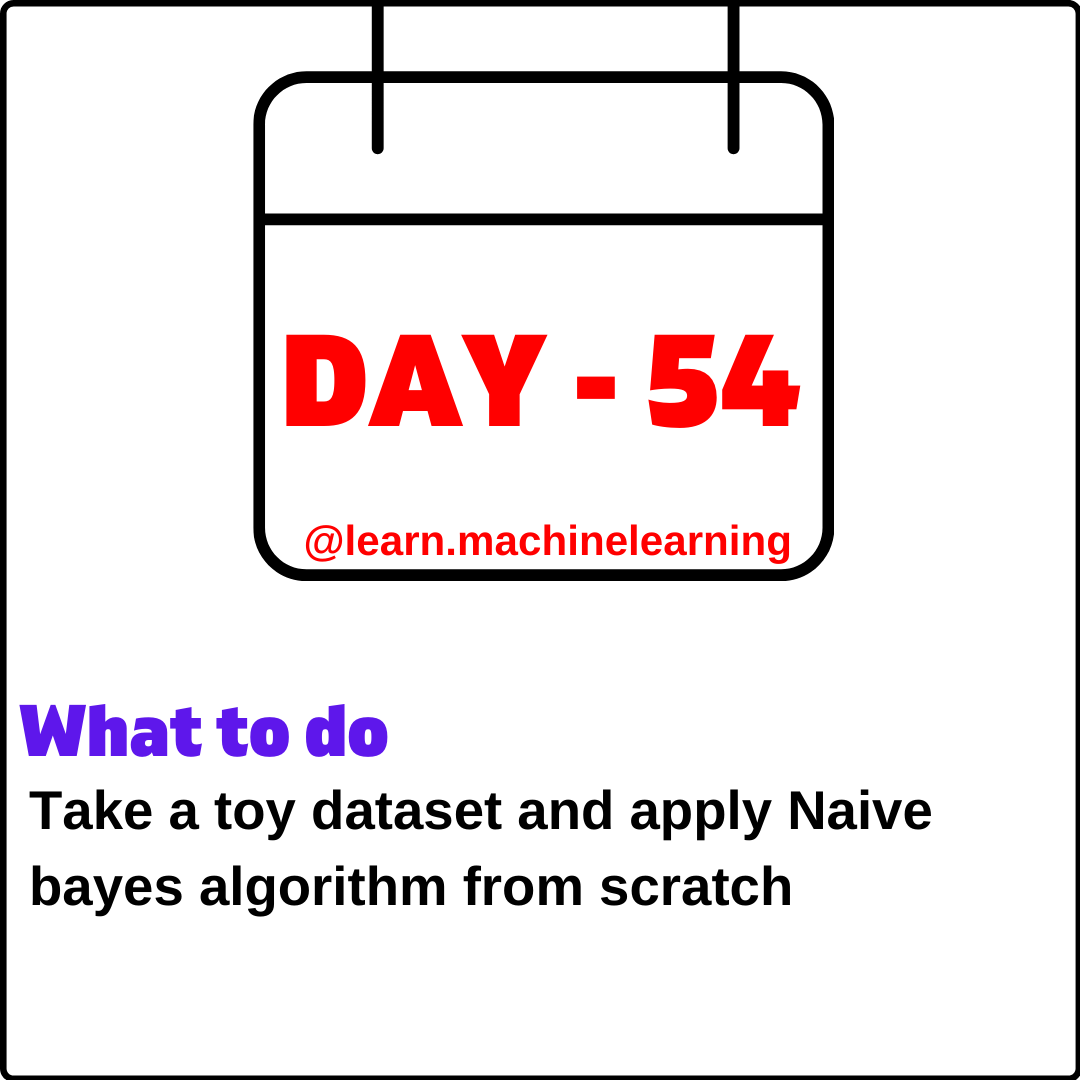 DAY - 54
@learn.machinelearning
What to do
Take a toy dataset and apply Naive
bayes algorithm from scratch